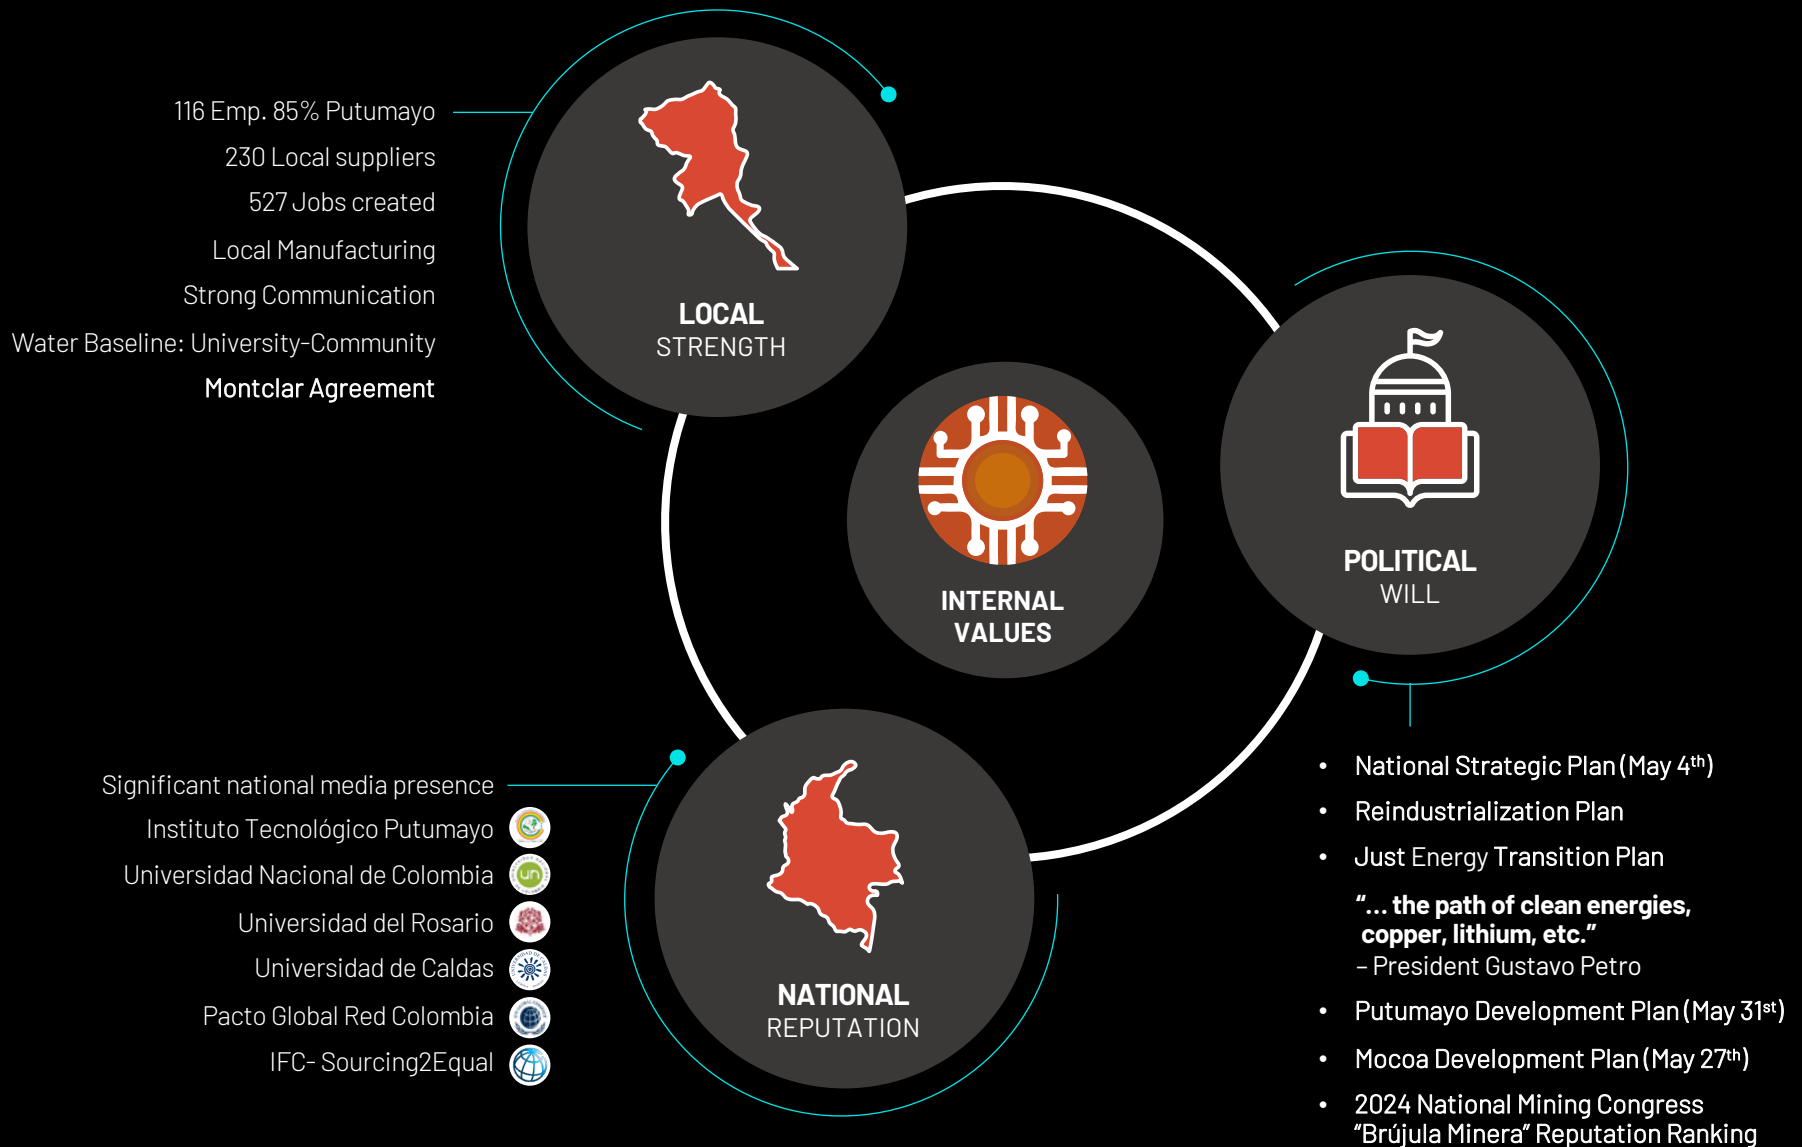 116 Emp. 85% Putumayo
230 Local suppliers
527 Jobs created
Local Manufacturing
Strong Communication
Water Baseline: University-Community
Montclar Agreement
LOCAL
STRENGTH
INTERNAL
VALUES
POLITICAL
WILL
National Strategic Plan (May 4th)
• Reindustrialization Plan
• Just Energy Transition Plan
"... the path of clean energies,
copper, lithium, etc."
– President Gustavo Petro
• Putumayo Development Plan (May 31st)
• Mocoa Development Plan (May 27th)
• 2024 National Mining Congress
"Brújula Minera" Reputation Ranking
NATIONAL
REPUTATION
Significant national media presence
Instituto Tecnológico Putumayo
Universidad Nacional de Colombia
un
Universidad del Rosario
Universidad de Caldas
Pacto Global Red Colombia
IFC- Sourcing2Equal